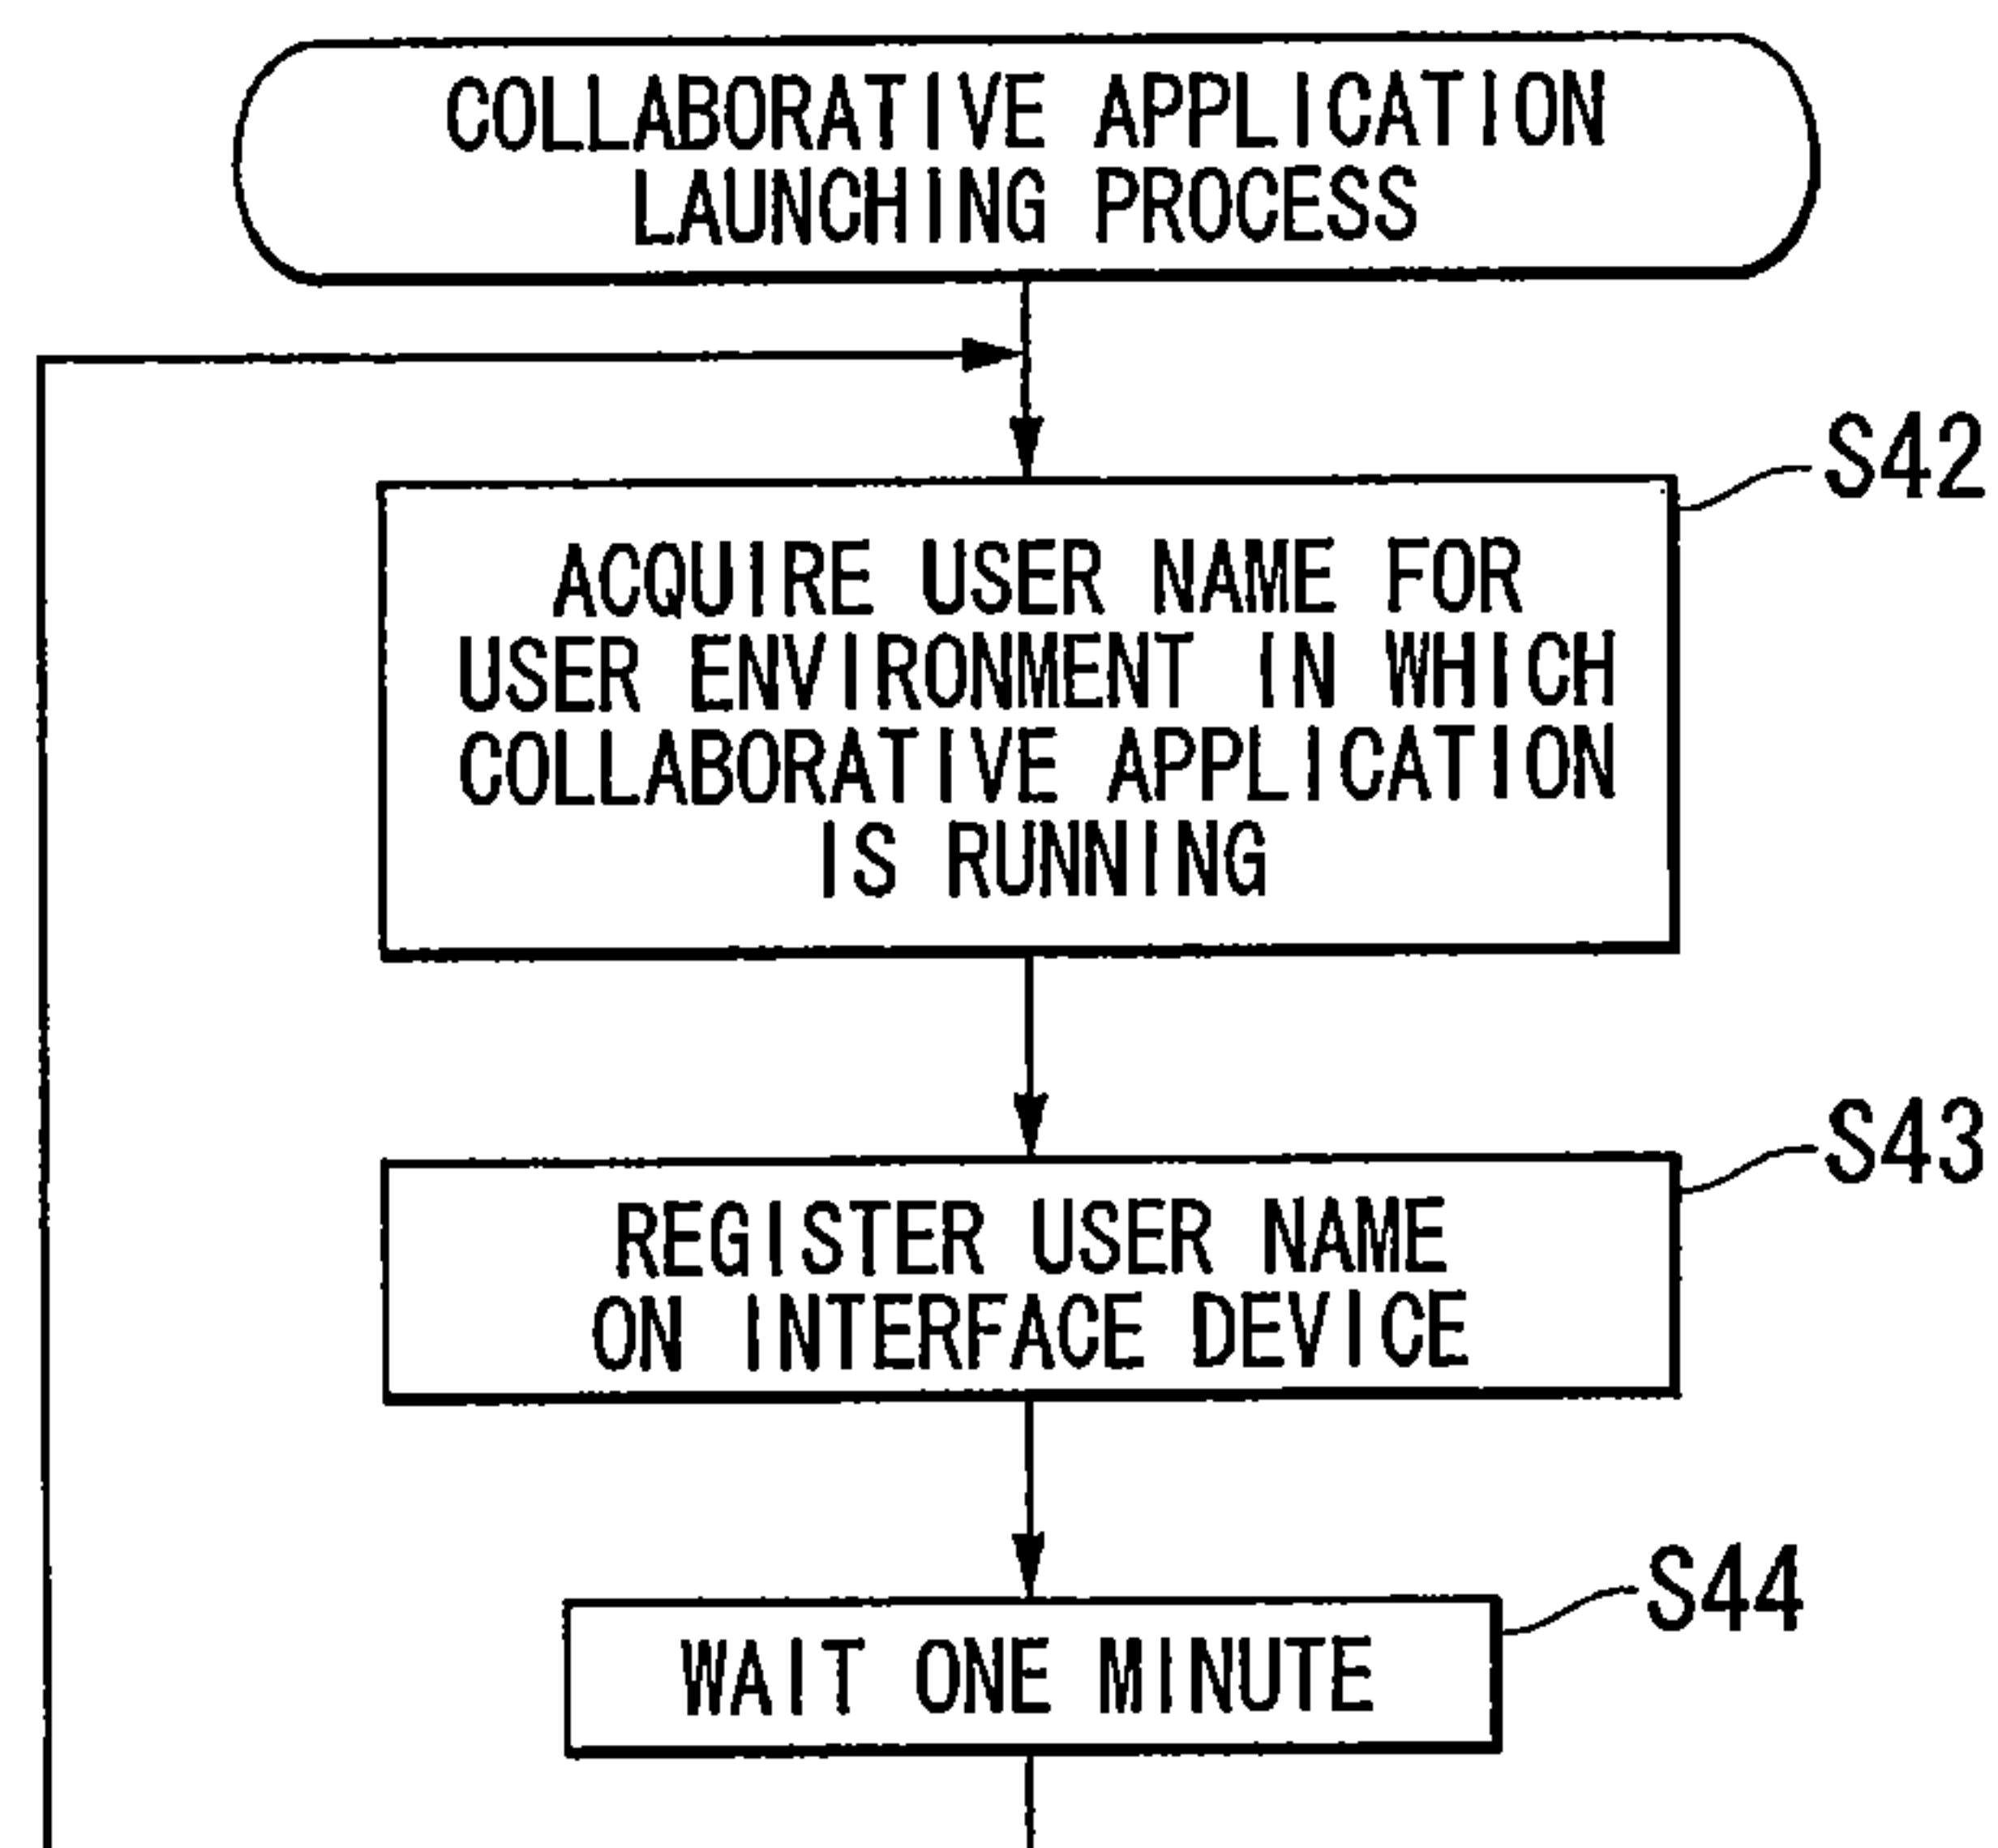 COLLABORATIVE APPLICATION
LAUNCHING PROCESS
S42
ACQUIRE USER NAME FOR
USER ENVIRONMENT IN WHICH
COLLABORATIVE APPLICATION
IS RUNNING
S43
REGISTER USER NAME
ON INTERFACE DEVICE
S44
WAIT ONE MINUTE